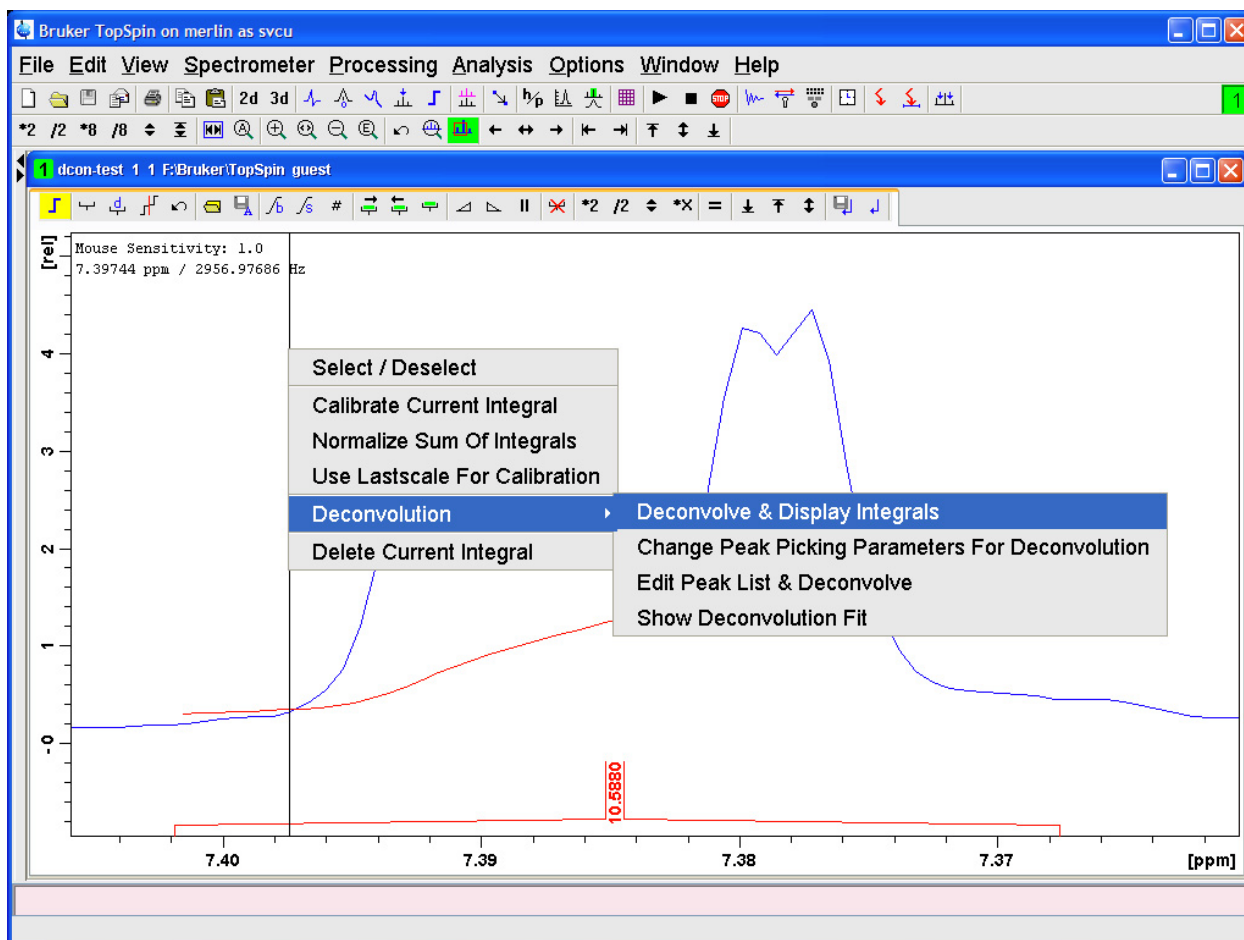 Bruker TopSpin on merlin as svcu
File Edit View Spectrometer Processing Analysis Options Window Help
2d 3d h/p STOP 1
*2 /2 *8 /8
1 dcon-test 1 1 F:\Bruker\TopSpin guest
d b s # *2 /2 *X =
[rel]
Mouse Sensitivity: 1.0
7.39744 ppm / 2956.97686 Hz
4
Select / Deselect
Calibrate Current Integral
Normalize Sum Of Integrals
3
Use Lastscale For Calibration
Deconvolution
Deconvolve & Display Integrals
2
Delete Current Integral
Change Peak Picking Parameters For Deconvolution
Edit Peak List & Deconvolve
Show Deconvolution Fit
1
- 0
10.5880
7.40 7.39 7.38 7.37 [ppm]